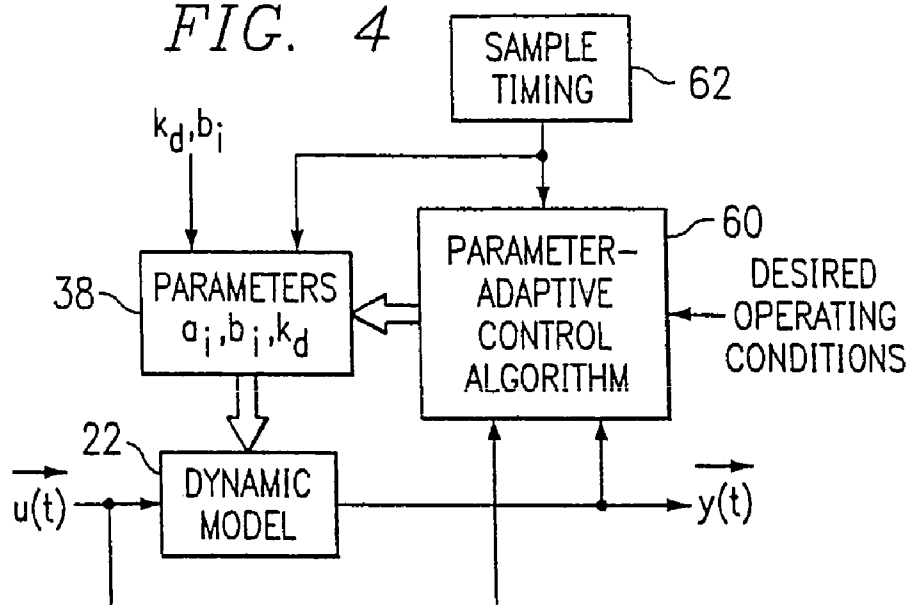 FIG. 4
SAMPLE
TIMING
62
k_d, b_i
60
PARAMETER-
ADAPTIVE
CONTROL
ALGORITHM
38
PARAMETERS
a_i, b_i, k_d
DESIRED
OPERATING
CONDITIONS
22
DYNAMIC
MODEL
u(t)
y(t)